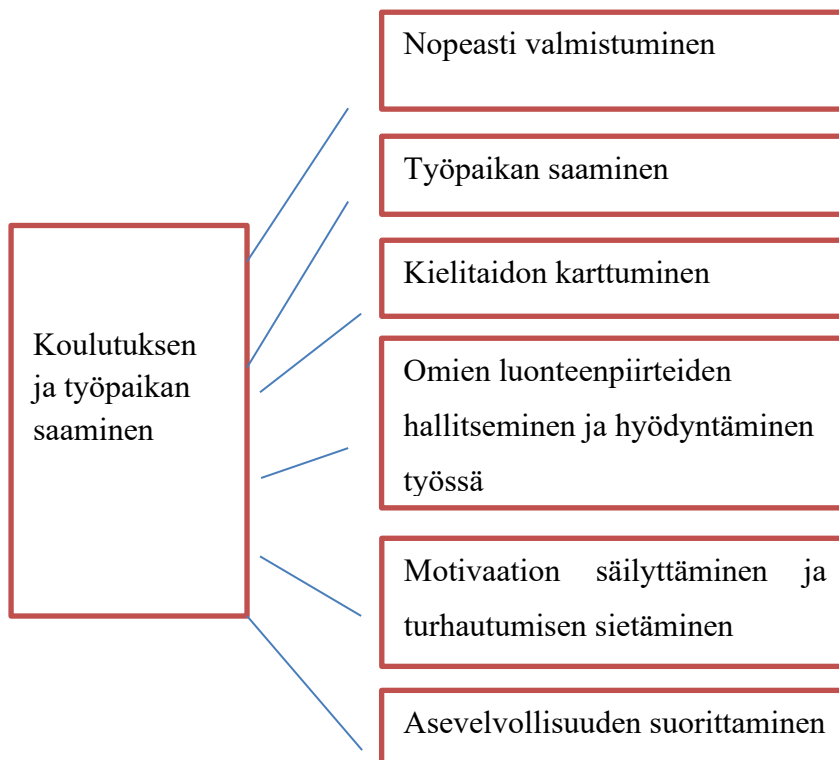 Nopeasti valmistuminen
Työpaikan saaminen
Kielitaidon karttuminen
Koulutuksen
ja työpaikan
saaminen
Omien luonteenpiirteiden
hallitseminen ja hyödyntäminen
työssä
Motivaation säilyttäminen ja
turhautumisen sietäminen
Asevelvollisuuden suorittaminen